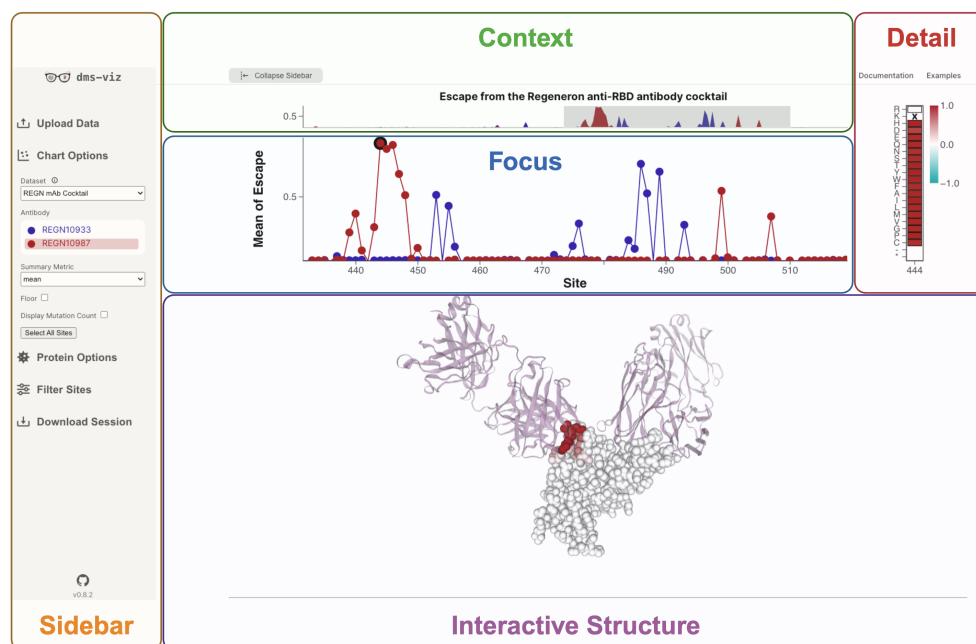 Context
Detail
dms-viz
Collapse Sidebar
Documentation
Examples
Escape from the Regeneron anti-RBD antibody cocktail
0.5
Upload Data
Chart Options
Dataset
REGN mAb Cocktail
Antibody
REGN10933
REGN10987
Summary Metric
mean
Floor
Display Mutation Count
Select All Sites
Protein Options
Filter Sites
Download Session
v0.8.2
Sidebar
Focus
Mean of Escape
0.5
440
450
460
470
480
490
500
510
Site
R
K
H
D
E
Q
N
S
T
Y
W
F
A
I
L
M
V
G
P
C
-
*
X
444
1.0
0.0
−1.0
Interactive Structure